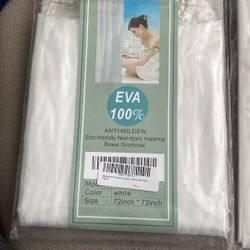 EVA
100%
ANTI-MILDEW
Eco-friendly Non-toxic material
Brass Grommet
Color : white
Size : 72inch * 72inch